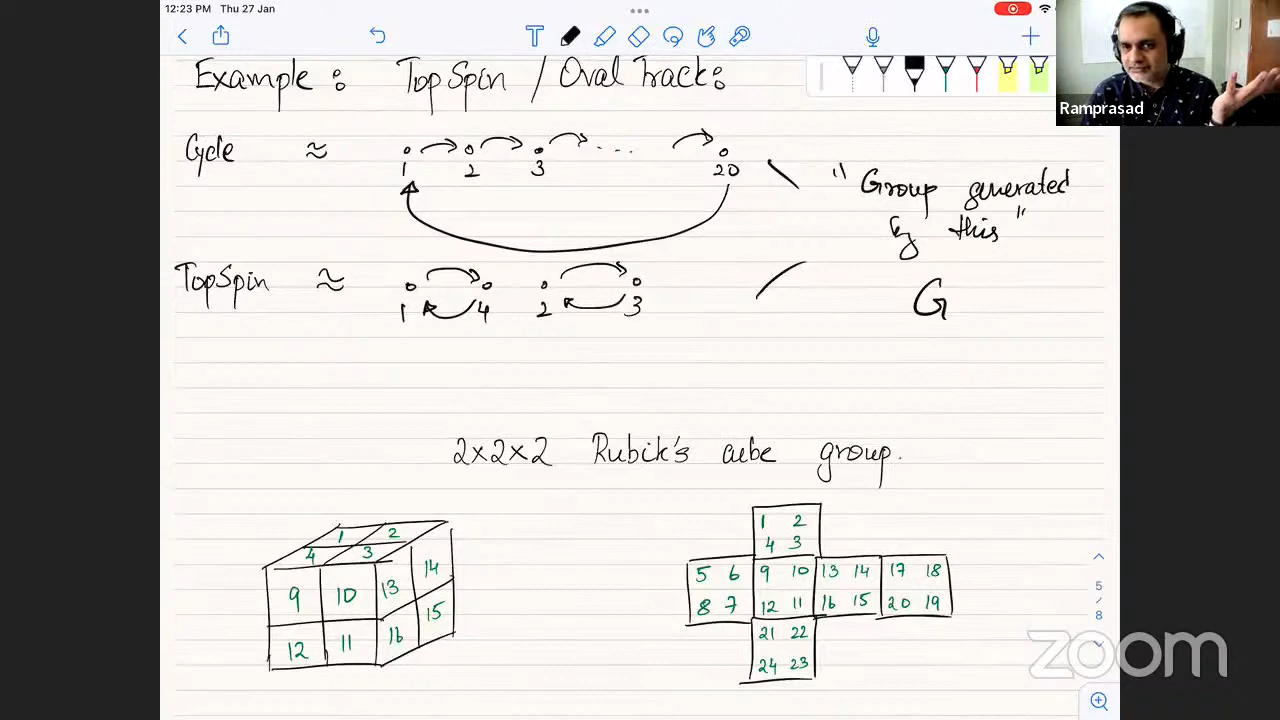 12:23 PM Thu 27 Jan
Ramprasad
Example : TopSpin / Oval Track :
Cycle ≈ 1 2 3 ... 20
"Group generated
by this"
TopSpin ≈ 1 4 2 3
G
2×2×2 Rubik's cube group.
1 2
4 3
9 10 13 14
12 11 16 15
1 2
4 3
5 6 9 10 13 14 17 18
8 7 12 11 16 15 20 19
21 22
24 23
5
/
8
zoom
T